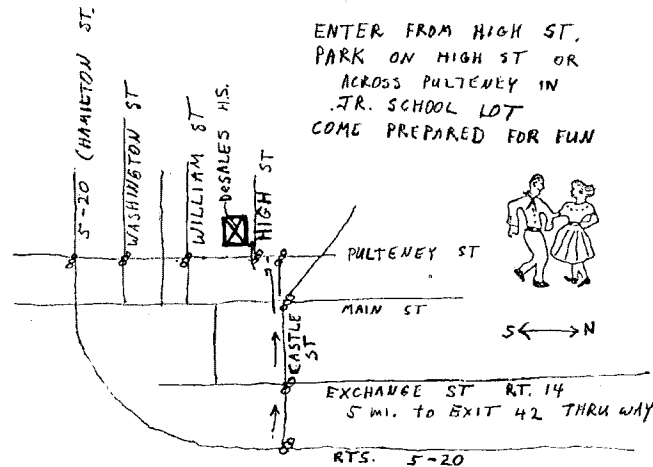 ENTER FROM HIGH ST.
PARK ON HIGH ST OR
ACROSS PULTENEY IN
JR. SCHOOL LOT
COME PREPARED FOR FUN
5-20 (HAMILTON ST.
WASHINGTON ST
WILLIAM ST
DeSALES H.S.
HIGH ST
PULTENEY ST
MAIN ST
S N
CASTLE ST
EXCHANGE ST RT. 14
5 mi. to EXIT 42 THRU WAY
RTS. 5-20